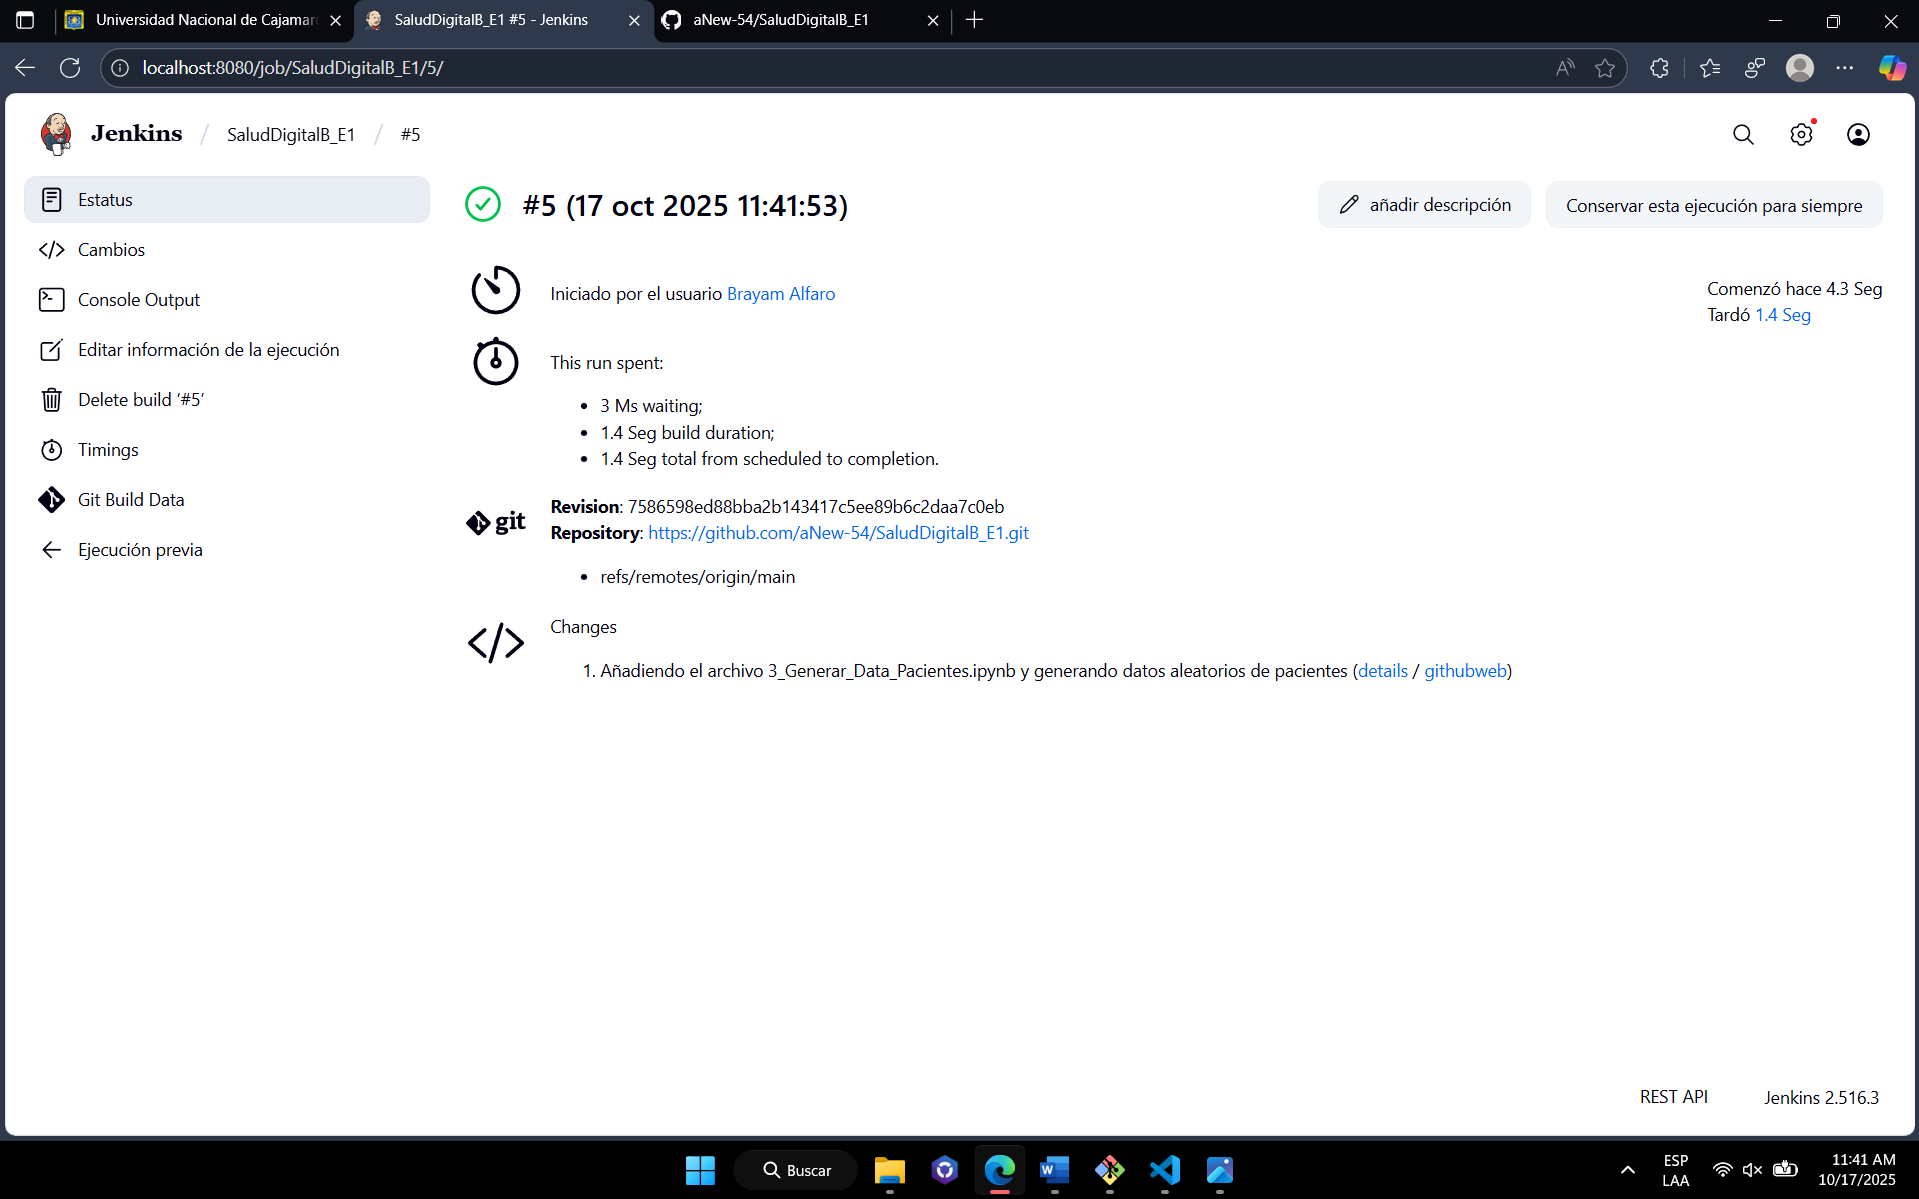 Universidad Nacional de Cajamar
SaludDigitalB_E1 #5 - Jenkins
aNew-54/SaludDigitalB_E1
localhost:8080/job/SaludDigitalB_E1/5/
Jenkins / SaludDigitalB_E1 / #5
Estatus
Cambios
Console Output
Editar información de la ejecución
Delete build ‘#5’
Timings
Git Build Data
Ejecución previa
#5 (17 oct 2025 11:41:53)
añadir descripción
Conservar esta ejecución para siempre
Iniciado por el usuario Brayam Alfaro
Comenzó hace 4.3 Seg
Tardó 1.4 Seg
This run spent:
• 3 Ms waiting;
• 1.4 Seg build duration;
• 1.4 Seg total from scheduled to completion.
git
Revision: 7586598ed88bba2b143417c5ee89b6c2daa7c0eb
Repository: https://github.com/aNew-54/SaludDigitalB_E1.git
• refs/remotes/origin/main
Changes
1. Añadiendo el archivo 3_Generar_Data_Pacientes.ipynb y generando datos aleatorios de pacientes (details / githubweb)
REST API
Jenkins 2.516.3
Buscar
ESP
LAA
11:41 AM
10/17/2025